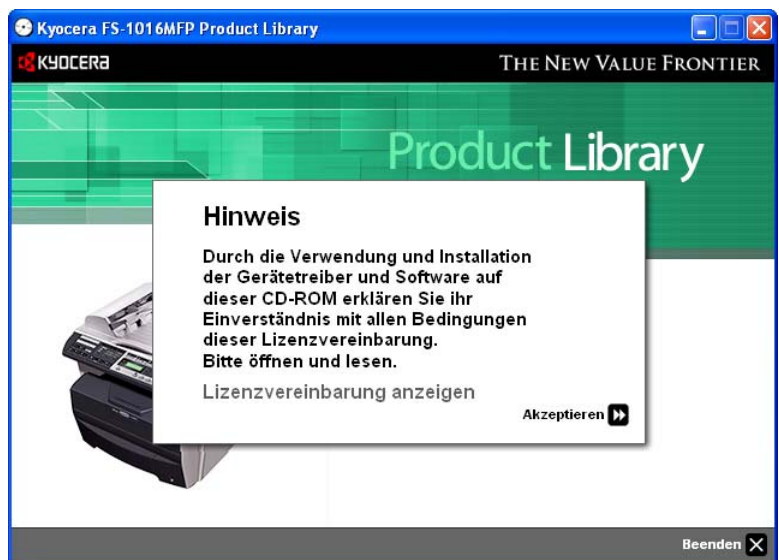 Kyocera FS-1016MFP Product Library
KYOCERA
THE NEW VALUE FRONTIER
Product Library
Hinweis
Durch die Verwendung und Installation
der Gerätetreiber und Software auf
dieser CD-ROM erklären Sie ihr
Einverständnis mit allen Bedingungen
dieser Lizenzvereinbarung.
Bitte öffnen und lesen.
Lizenzvereinbarung anzeigen
Akzeptieren
Beenden